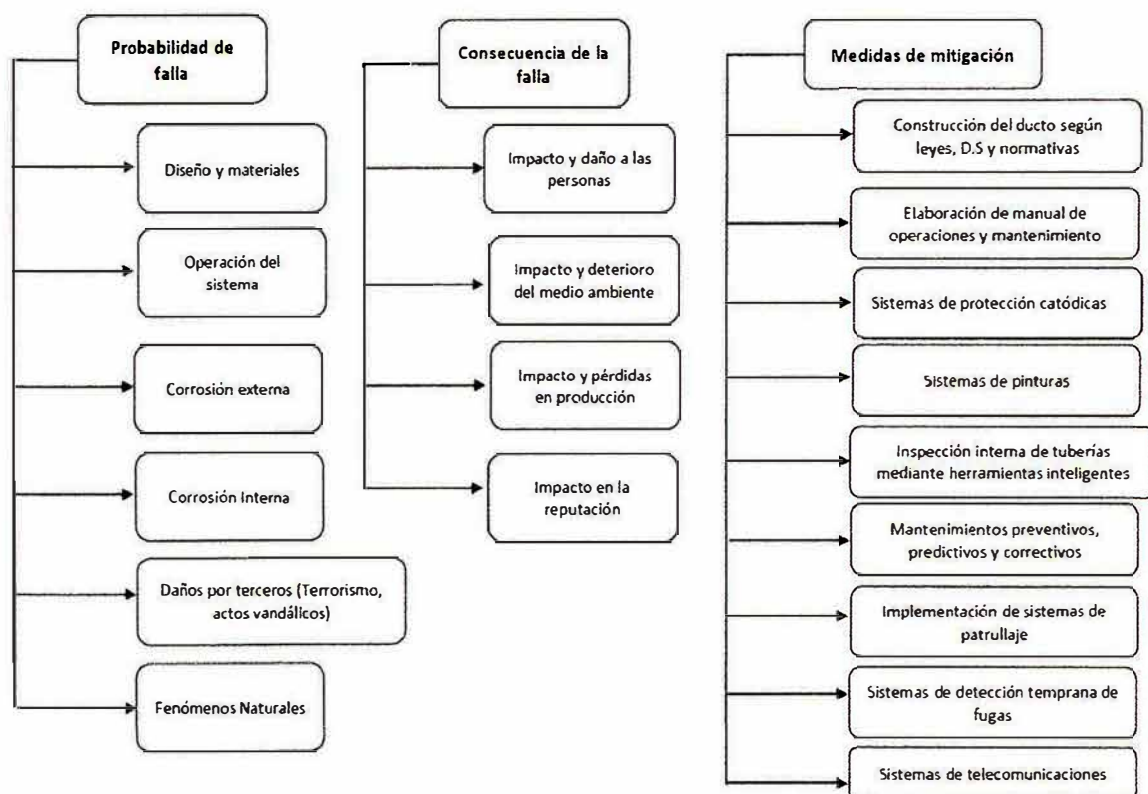 Probabilidad de
falla
Diseño y materiales
Operación del
sistema
Corrosión externa
Corrosión Interna
Daños por terceros (Terrorismo,
actos vandálicos)
Fenómenos Naturales
Consecuencia de la
falla
Impacto y daño a las
personas
Impacto y deterioro
del medio ambiente
Impacto y pérdidas
en producción
Impacto en la
reputación
Medidas de mitigación
Construcción del ducto según
leyes, D.S y normativas
Elaboración de manual de
operaciones y mantenimiento
Sistemas de protección catódicas
Sistemas de pinturas
Inspección interna de tuberías
mediante herramientas inteligentes
Mantenimientos preventivos,
predictivos y correctivos
Implementación de sistemas de
patrullaje
Sistemas de detección temprana de
fugas
Sistemas de telecomunicaciones